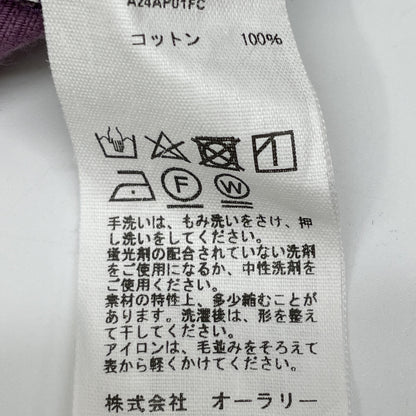 A24AP01FC
コットン 100%
F W
手洗いは、もみ洗いをさけ、押
し洗いをしてください。
蛍光剤の配合されていない洗剤
をご使用になるか、中性洗剤を
ご使用ください。
素材の特性上、多少縮むことが
あります。洗濯後は、形を整え
て干してください。
アイロンは、毛並みをそろえて
表から軽くかけてください。
株式会社 オーラリー